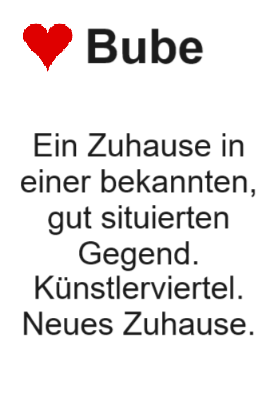 Bube
Ein Zuhause in
einer bekannten,
gut situierten
Gegend.
Künstlerviertel.
Neues Zuhause.